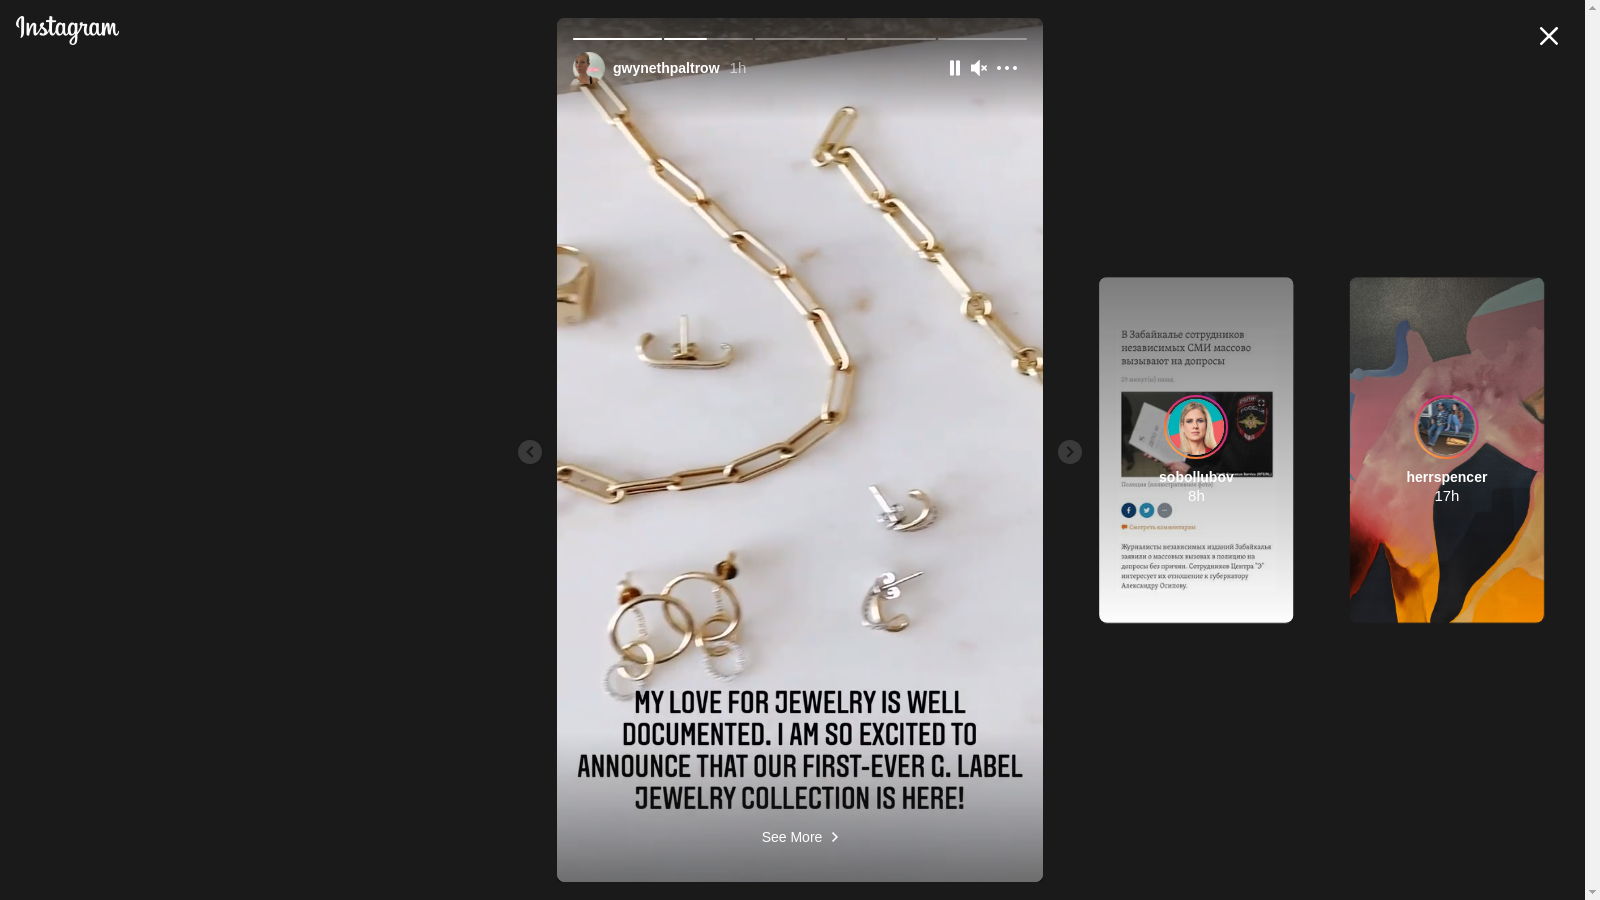 Instagram
gwynethpaltrow 1h
MY LOVE FOR JEWELRY IS WELL
DOCUMENTED. I AM SO EXCITED TO
ANNOUNCE THAT OUR FIRST-EVER G. LABEL
JEWELRY COLLECTION IS HERE!
See More
В Забайкалье сотрудников
независимых СМИ массово
вызывают на допросы
sobollubov
8h
Смотреть комментарии
Журналисты независимых изданий Забайкалья
заявили о массовых вызовах в полицию на
допросы без причин. Сотрудников Центра "Э"
интересует их отношение к губернатору
Александру Осипову.
herrspencer
17h